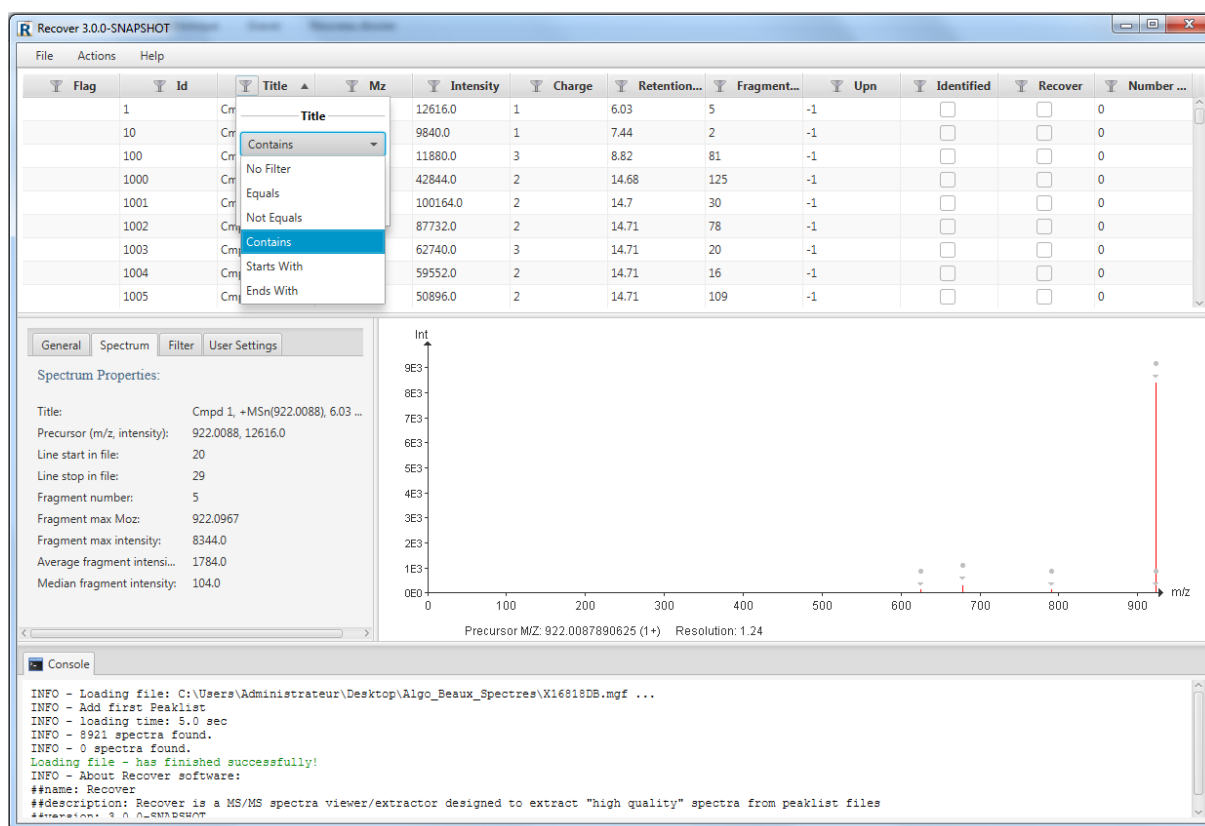 Recover 3.0.0-SNAPSHOT
File Actions Help
Flag Id Title Mz Intensity Charge Retention... Fragment... Upn Identified Recover Number ...
1 12616.0 1 6.03 5 -1 0
10 9840.0 1 7.44 2 -1 0
100 11880.0 3 8.82 81 -1 0
1000 42844.0 2 14.68 125 -1 0
1001 100164.0 2 14.7 30 -1 0
1002 87732.0 2 14.71 78 -1 0
1003 62740.0 3 14.71 20 -1 0
1004 59552.0 2 14.71 16 -1 0
1005 50896.0 2 14.71 109 -1 0
Title
Contains
No Filter
Equals
Not Equals
Contains
Starts With
Ends With
General Spectrum Filter User Settings
Spectrum Properties:
Title: Cmpd 1, +MSn(922.0088), 6.03 ...
Precursor (m/z, intensity): 922.0088, 12616.0
Line start in file: 20
Line stop in file: 29
Fragment number: 5
Fragment max Moz: 922.0967
Fragment max intensity: 8344.0
Average fragment intensi... 1784.0
Median fragment intensity: 104.0
Int
9E3
8E3
7E3
6E3
5E3
4E3
3E3
2E3
1E3
0E0
0 100 200 300 400 500 600 700 800 900 m/z
Precursor M/Z: 922.0087890625 (1+) Resolution: 1.24
Console
INFO - Loading file: C:\Users\Administrateur\Desktop\Algo_Beaux_Spectres\X16818DB.mgf ...
INFO - Add first Peaklist
INFO - loading time: 5.0 sec
INFO - 8921 spectra found.
INFO - 0 spectra found.
Loading file - has finished successfully!
INFO - About Recover software:
##name: Recover
##description: Recover is a MS/MS spectra viewer/extractor designed to extract "high quality" spectra from peaklist files
##version: 3.0.0-SNAPSHOT